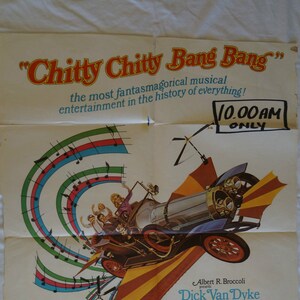 "Chitty Chitty Bang Bang"
the most fantasmagorical musical
entertainment in the history of everything!
10.00 AM
ONLY
Albert R. Broccoli
presents
Dick Van Dyke